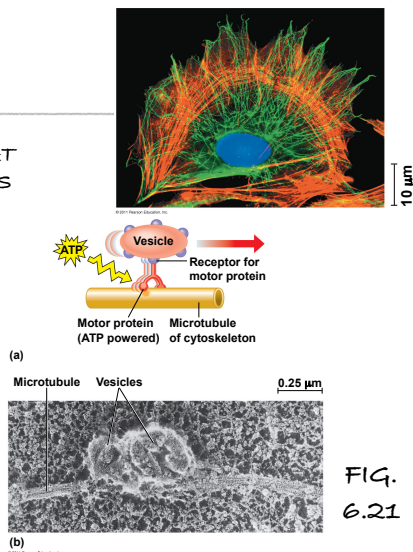 10 µm
© 2011 Pearson Education, Inc.
Vesicle
ATP
Receptor for
motor protein
Motor protein
(ATP powered)
Microtubule
of cytoskeleton
(a)
Microtubule
Vesicles
0.25 µm
FIG.
6.21
(b)